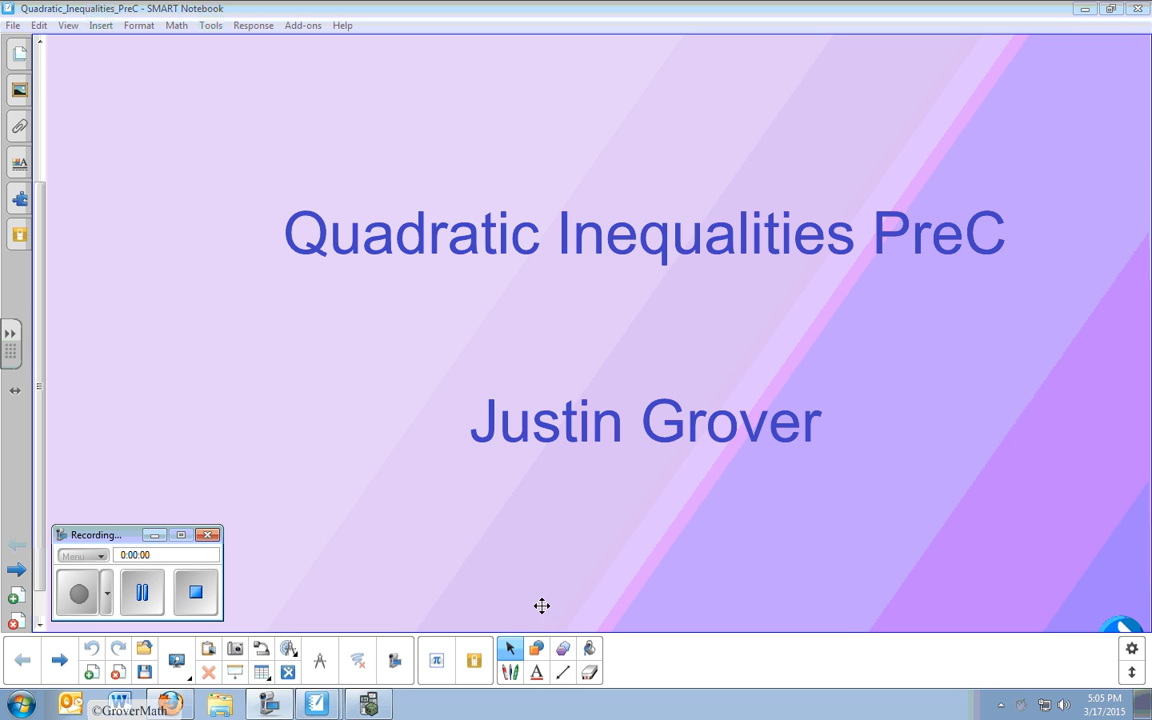 Quadratic_Inequalities_PreC - SMART Notebook
File Edit View Insert Format Math Tools Response Add-ons Help
Quadratic Inequalities PreC
Justin Grover
Recording...
Menu 0:00:00
©GroverMath
5:05 PM
3/17/2015